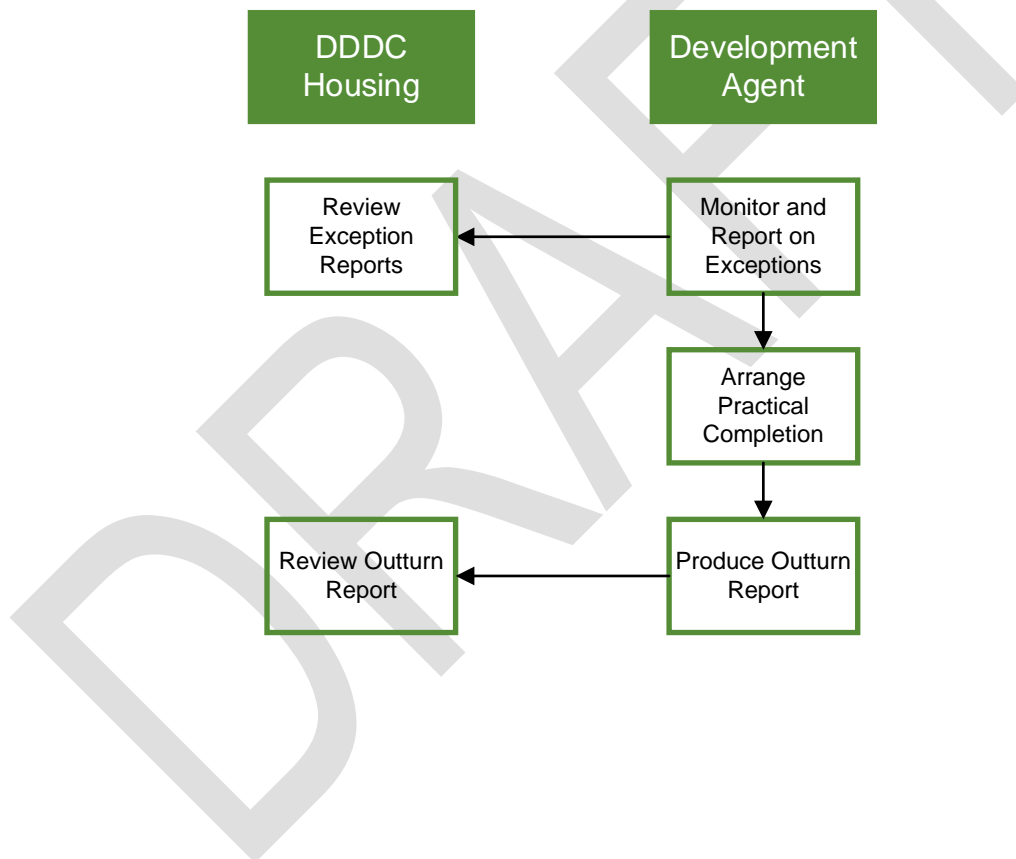 DDDC
Housing
Development
Agent
Review
Exception
Reports
Monitor and
Report on
Exceptions
Arrange
Practical
Completion
Review Outturn
Report
Produce Outturn
Report
DRAFT